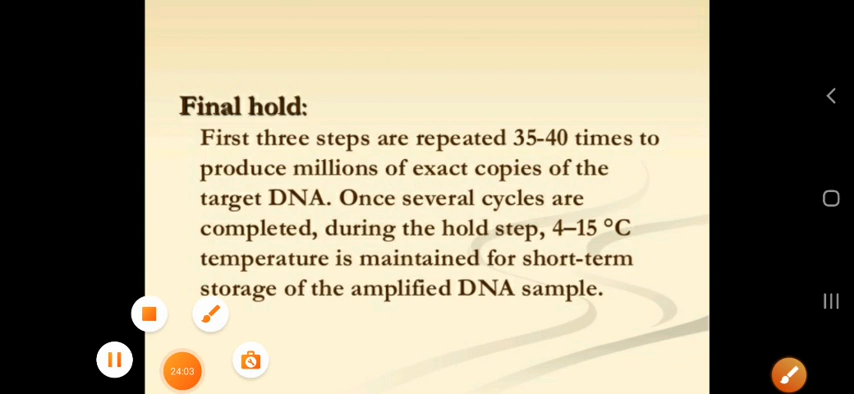 Final hold:
First three steps are repeated 35-40 times to
produce millions of exact copies of the
target DNA. Once several cycles are
completed, during the hold step, 4–15 °C
temperature is maintained for short-term
storage of the amplified DNA sample.
24:03